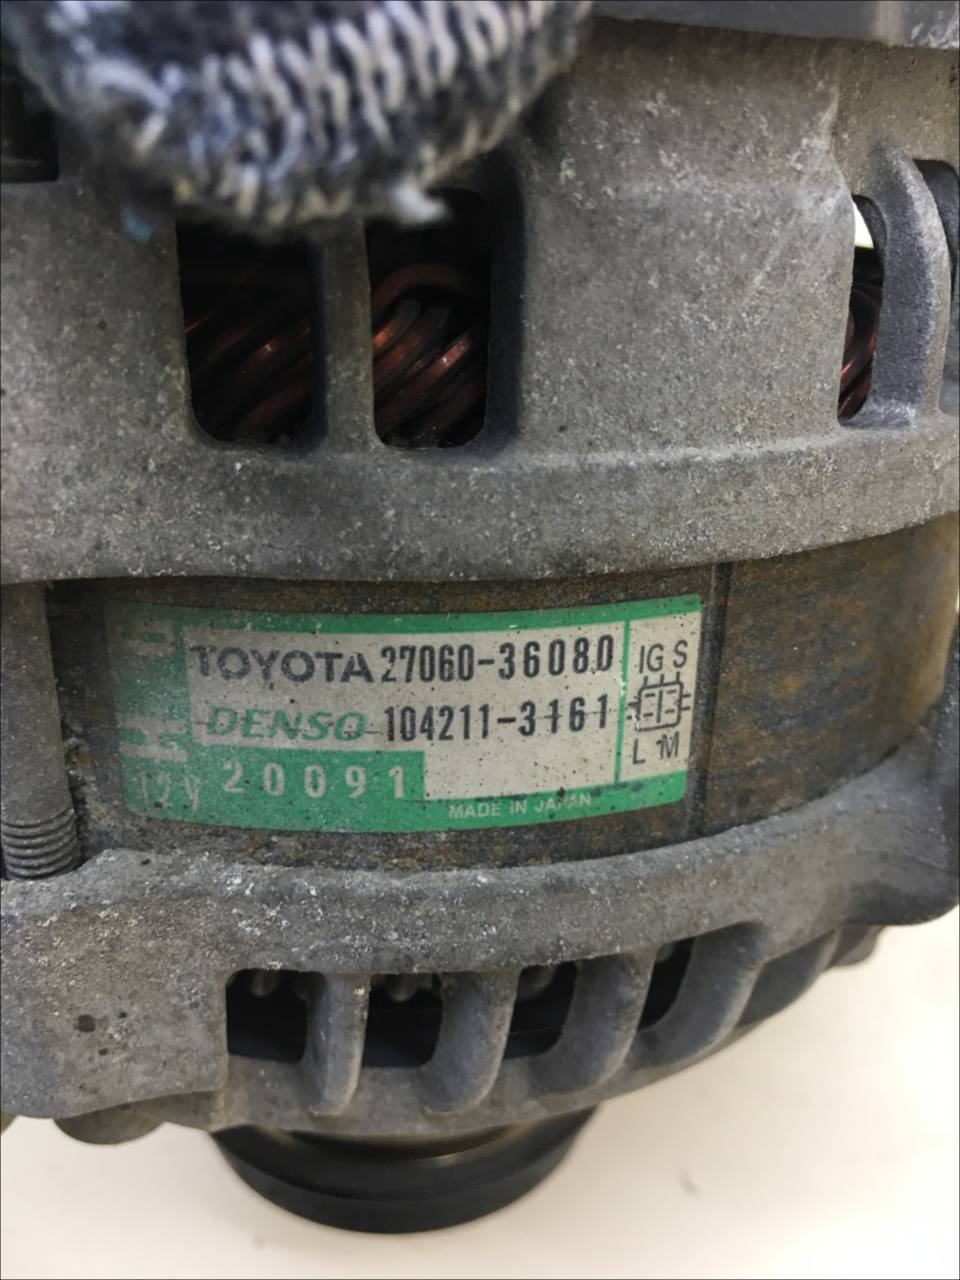 TOYOTA 27060-36080
DENSO 104211-3161
12V 20091
MADE IN JAPAN
IG S
L M